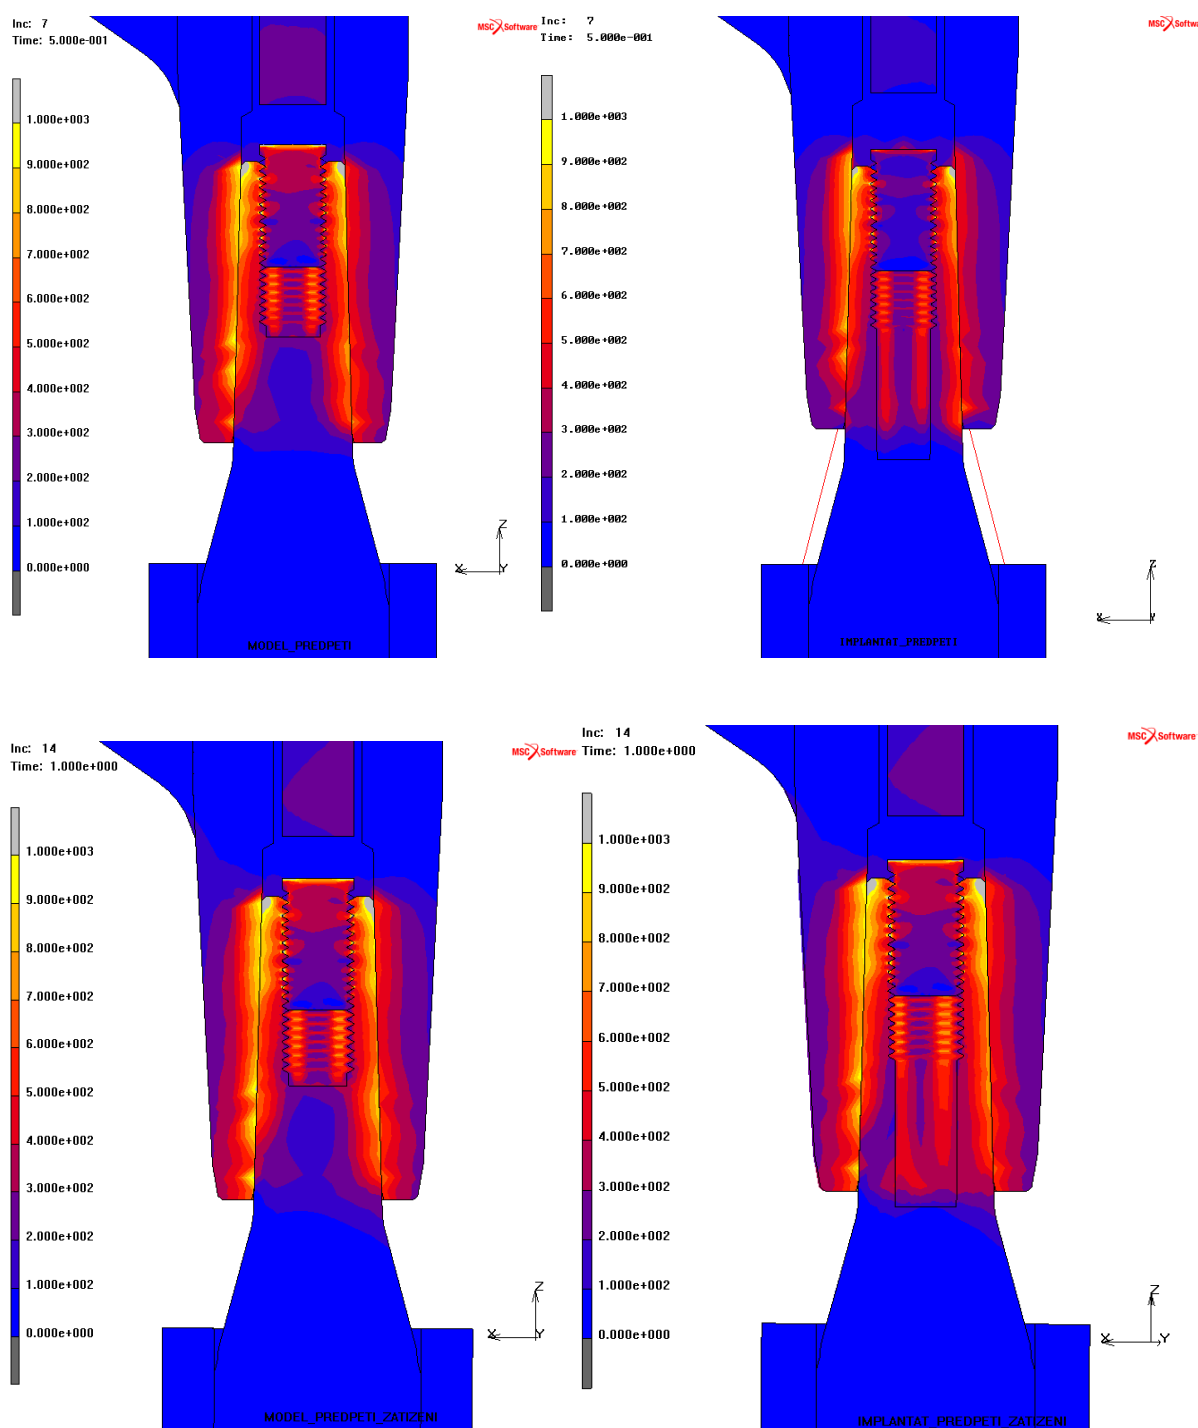 Inc: 7
Time: 5.000e-001
MSC Software
1.000e+003
9.000e+002
8.000e+002
7.000e+002
6.000e+002
5.000e+002
4.000e+002
3.000e+002
2.000e+002
1.000e+002
0.000e+000
Z
X
Y
MODEL_PREDPETI
Inc: 7
Time: 5.000e-001
MSC Software
1.000e+003
9.000e+002
8.000e+002
7.000e+002
6.000e+002
5.000e+002
4.000e+002
3.000e+002
2.000e+002
1.000e+002
0.000e+000
Z
X
Y
IMPLANTAT_PREDPETI
Inc: 14
Time: 1.000e+000
MSC Software
1.000e+003
9.000e+002
8.000e+002
7.000e+002
6.000e+002
5.000e+002
4.000e+002
3.000e+002
2.000e+002
1.000e+002
0.000e+000
Z
X
Y
MODEL_PREDPETI_ZATIZENI
Inc: 14
Time: 1.000e+000
MSC Software
1.000e+003
9.000e+002
8.000e+002
7.000e+002
6.000e+002
5.000e+002
4.000e+002
3.000e+002
2.000e+002
1.000e+002
0.000e+000
Z
X
Y
IMPLANTAT_PREDPETI_ZATIZENI